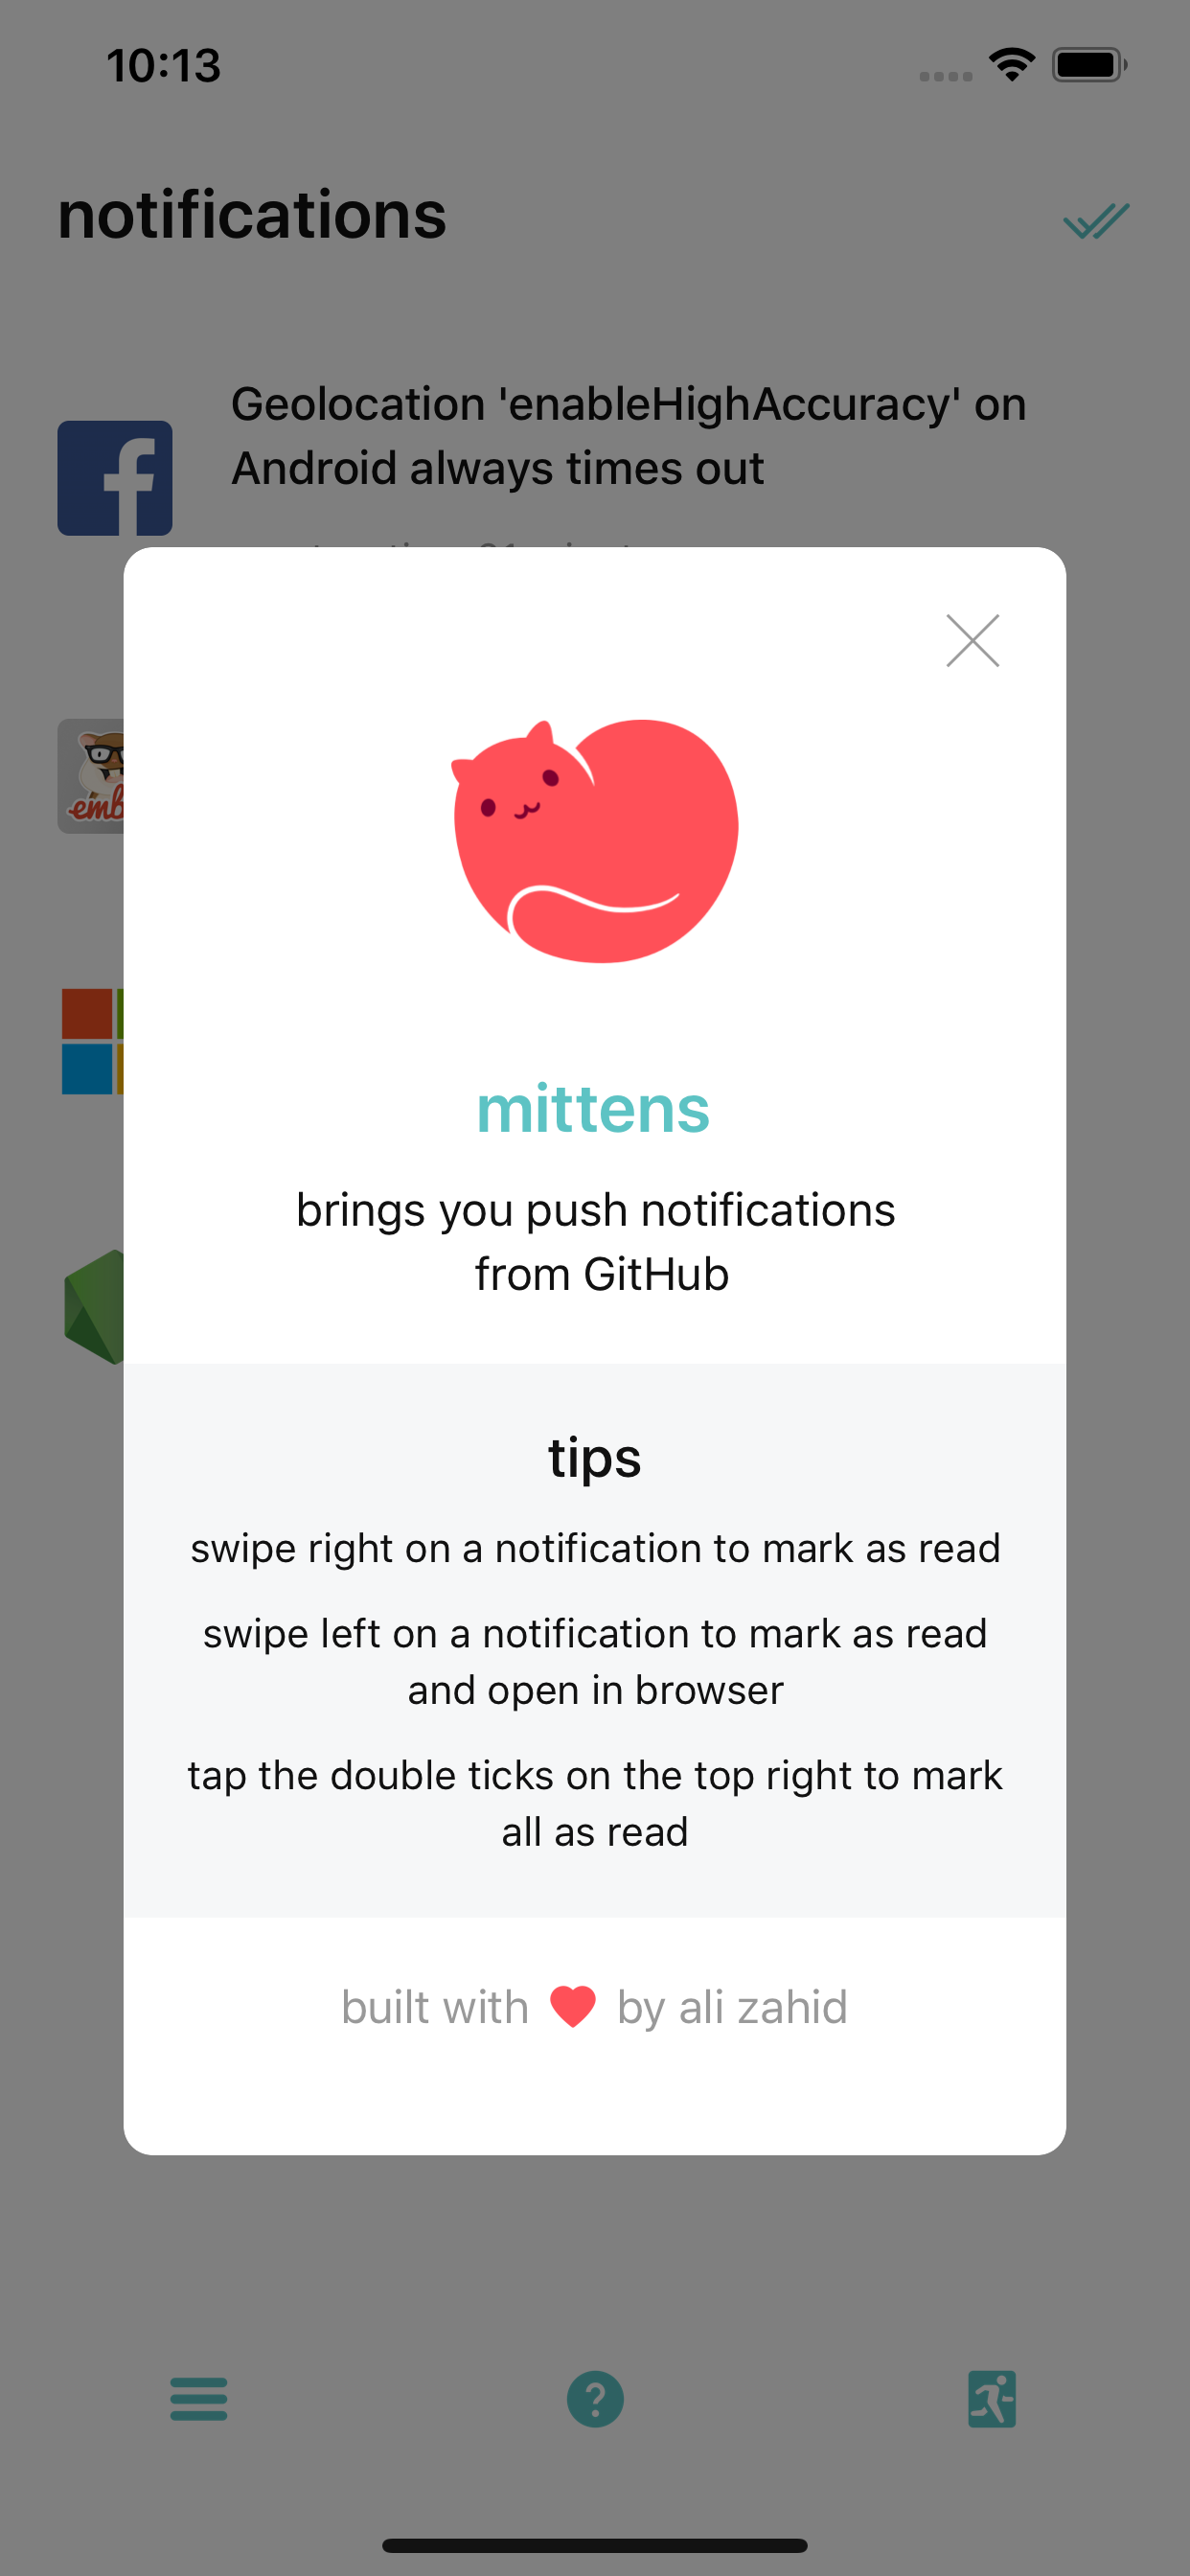 10:13
notifications
Geolocation 'enableHighAccuracy' on
Android always times out
mittens
brings you push notifications
from GitHub
tips
swipe right on a notification to mark as read
swipe left on a notification to mark as read
and open in browser
tap the double ticks on the top right to mark
all as read
built with ❤ by ali zahid